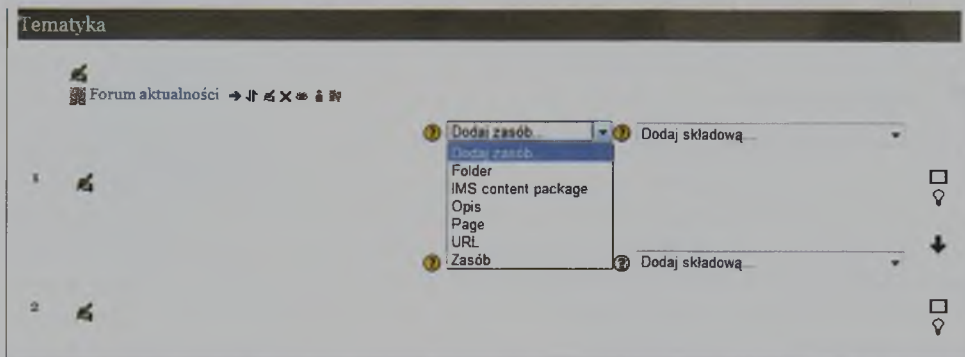 Tematyka
Forum aktualności
Dodaj zasób...
Dodaj składową...
Dodaj zasób...
Folder
1
IMS content package
Opis
Page
URL
Zasób
Dodaj składową...
2